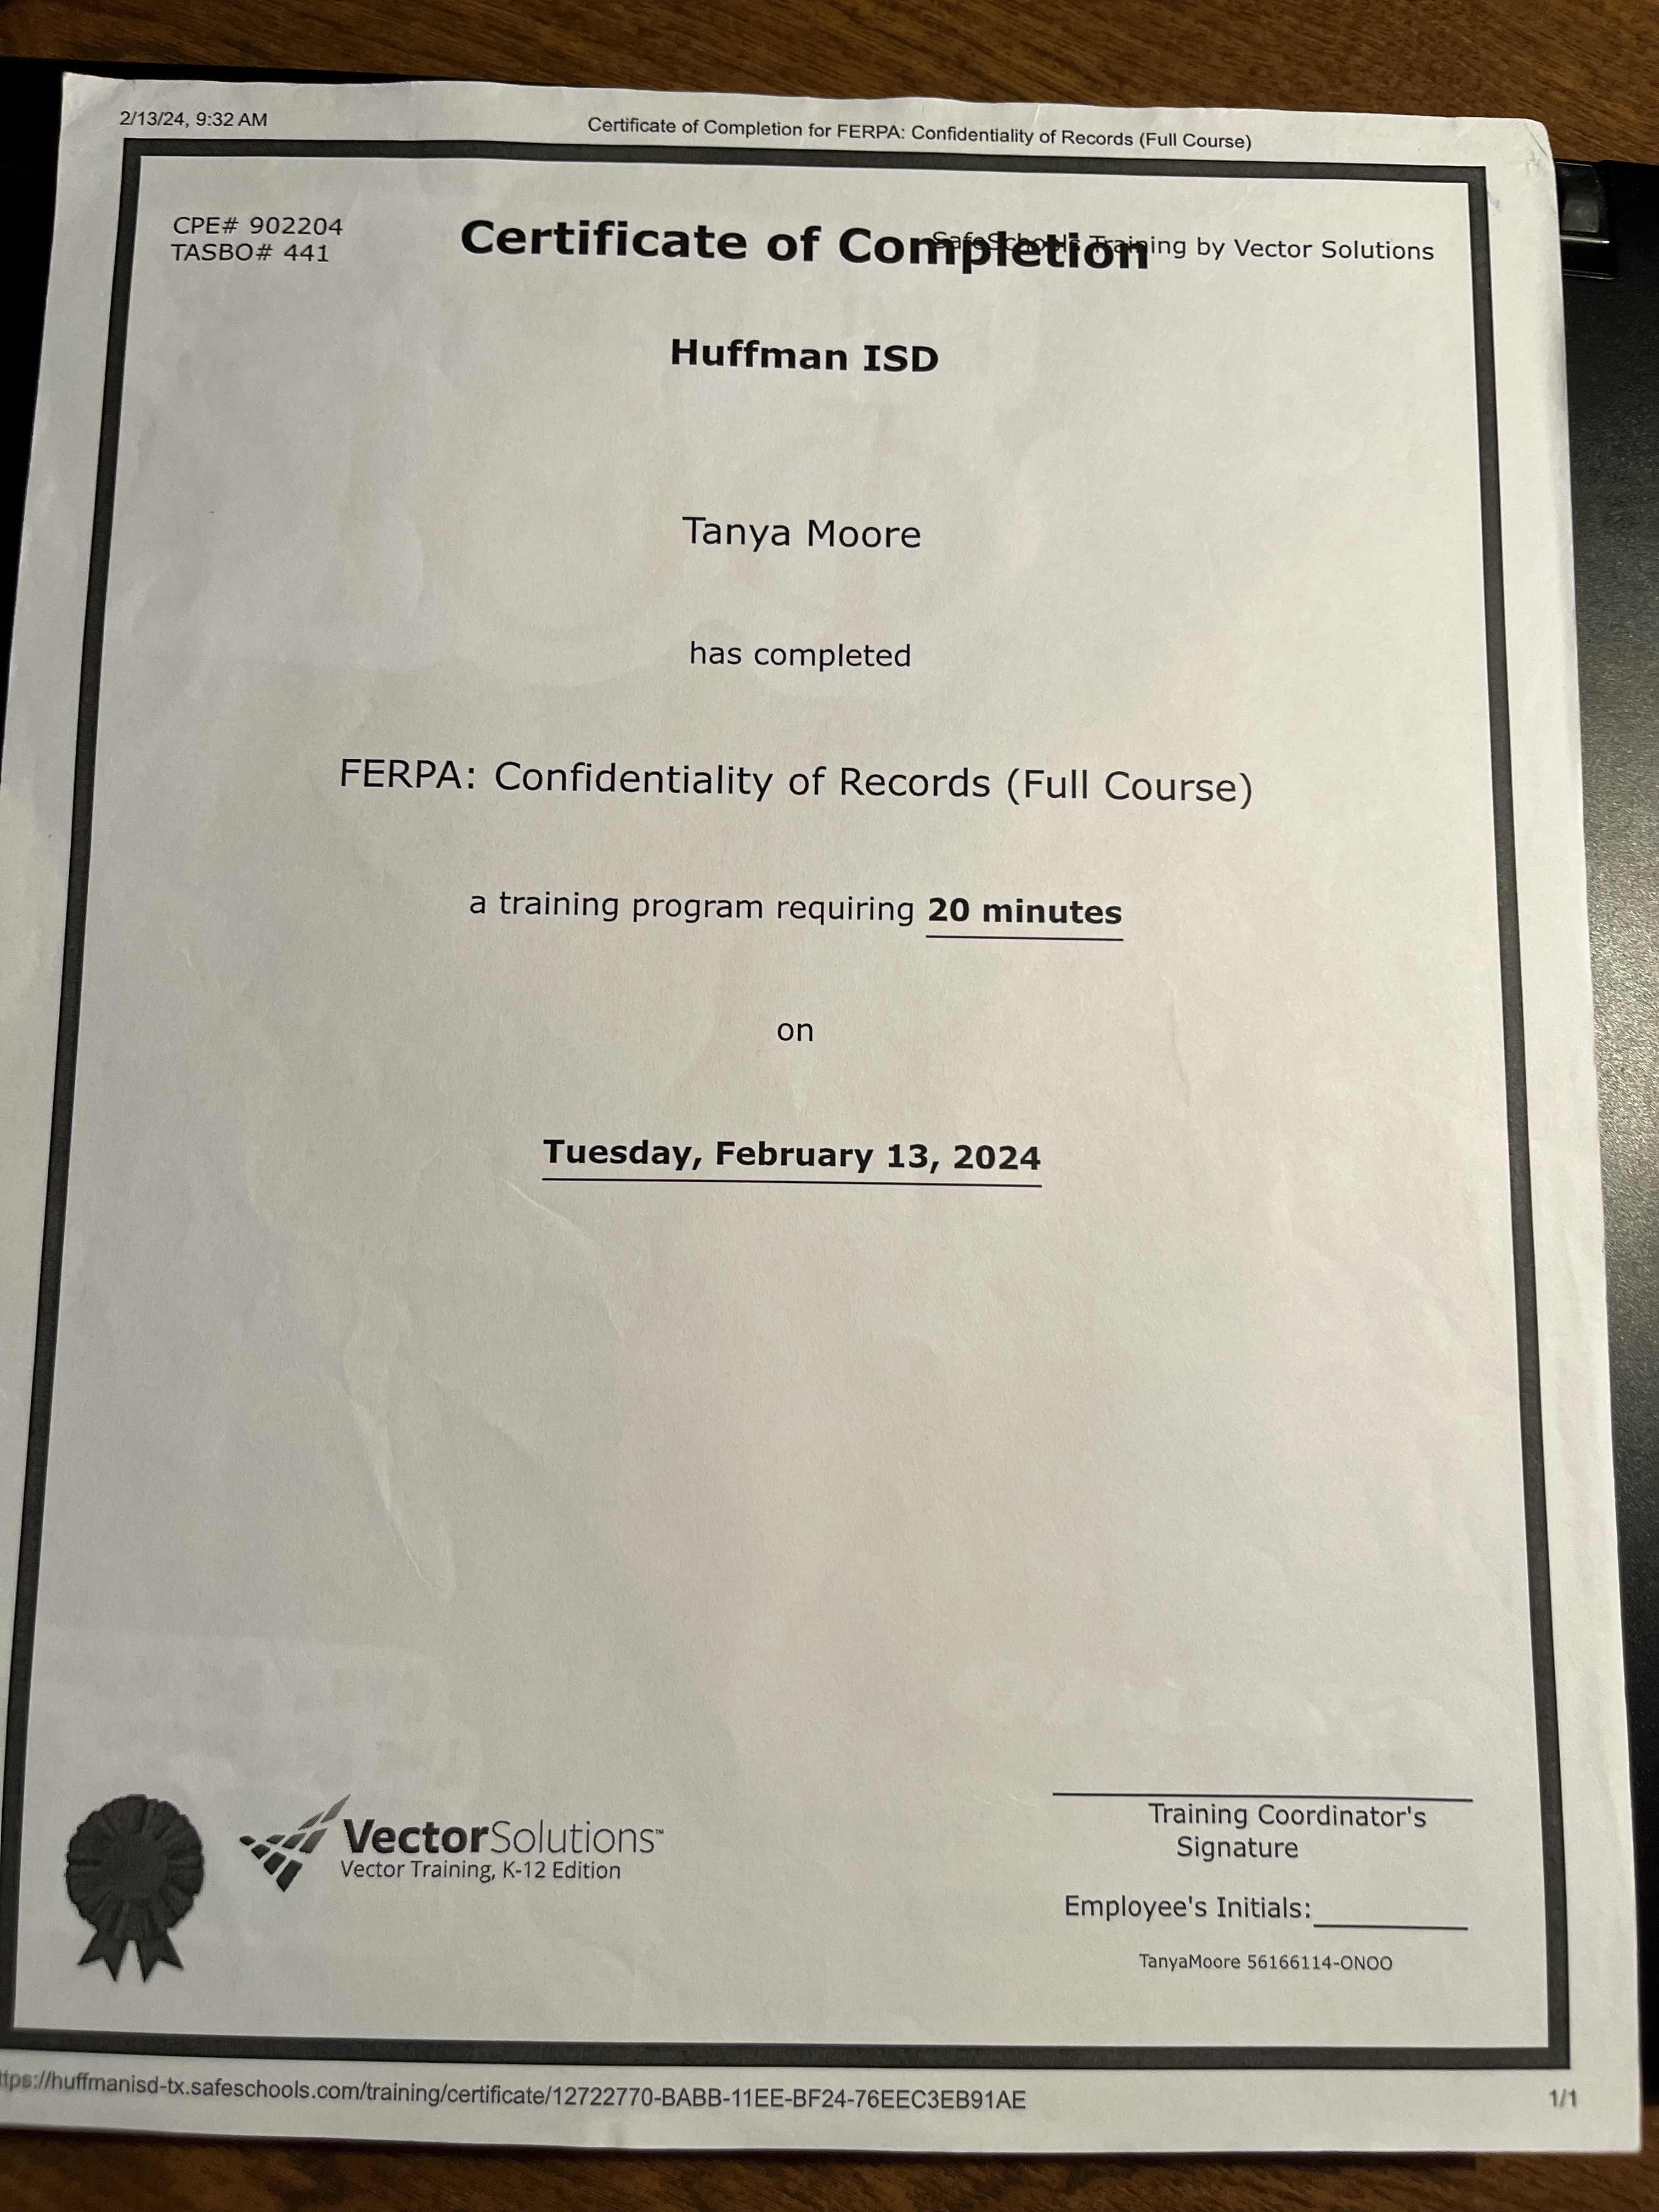 2/13/24, 9:32 AM
Certificate of Completion for FERPA: Confidentiality of Records (Full Course)
CPE# 902204
TASBO# 441
Certificate of Completion
SafeSchools Training by Vector Solutions
Huffman ISD
Tanya Moore
has completed
FERPA: Confidentiality of Records (Full Course)
a training program requiring 20 minutes
on
Tuesday, February 13, 2024
VectorSolutions™
Vector Training, K-12 Edition
Training Coordinator's
Signature
Employee's Initials:
TanyaMoore 56166114-ONOO
ttps://huffmanisd-tx.safeschools.com/training/certificate/12722770-BABB-11EE-BF24-76EEC3EB91AE
1/1